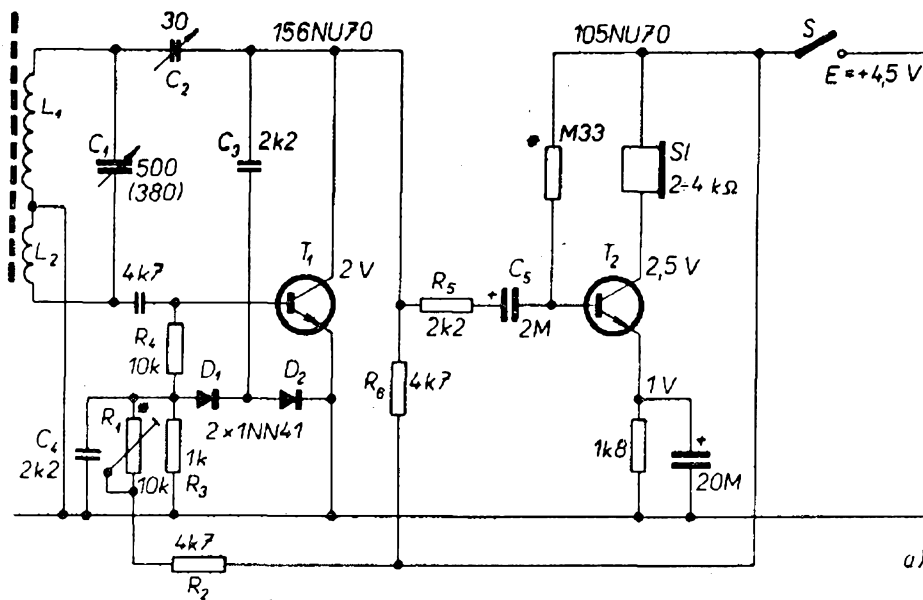 30
156NU70
105NU70
S
E = +4,5 V
C₂
L₁
C₁
500
(380)
C₃
2k2
M33
Sl
2-4 kΩ
L₂
4k7
T₁
2 V
R₅
2k2
+
C₅
2M
T₂
2,5 V
R₄
10k
D₁
D₂
2 × 1NN41
R₆
4k7
1 V
C₄
2k2
R₁
10k
1k
R₃
1k8
+
20M
4k7
R₂
a)